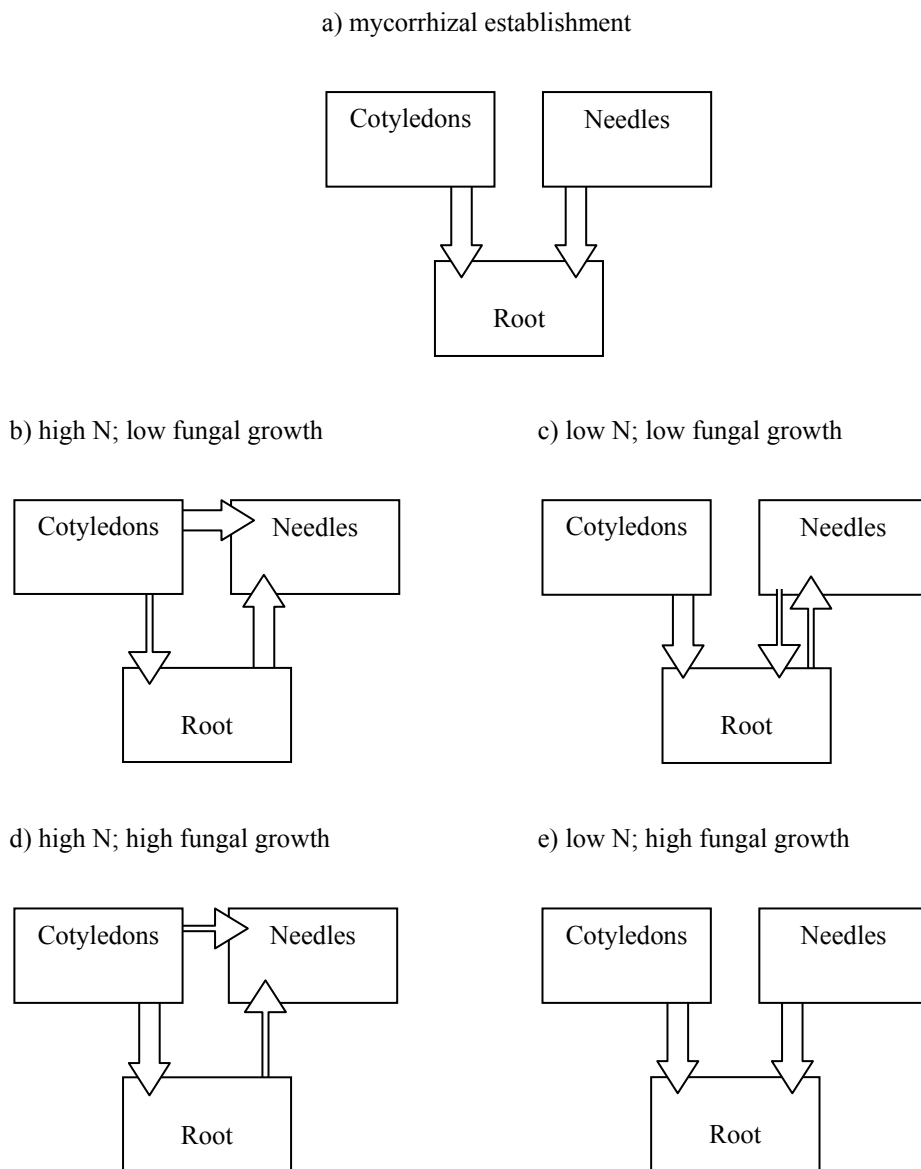 a) mycorrhizal establishment
Cotyledons Needles
Root
b) high N; low fungal growth c) low N; low fungal growth
Cotyledons Needles Cotyledons Needles
Root Root
d) high N; high fungal growth e) low N; high fungal growth
Cotyledons Needles Cotyledons Needles
Root Root